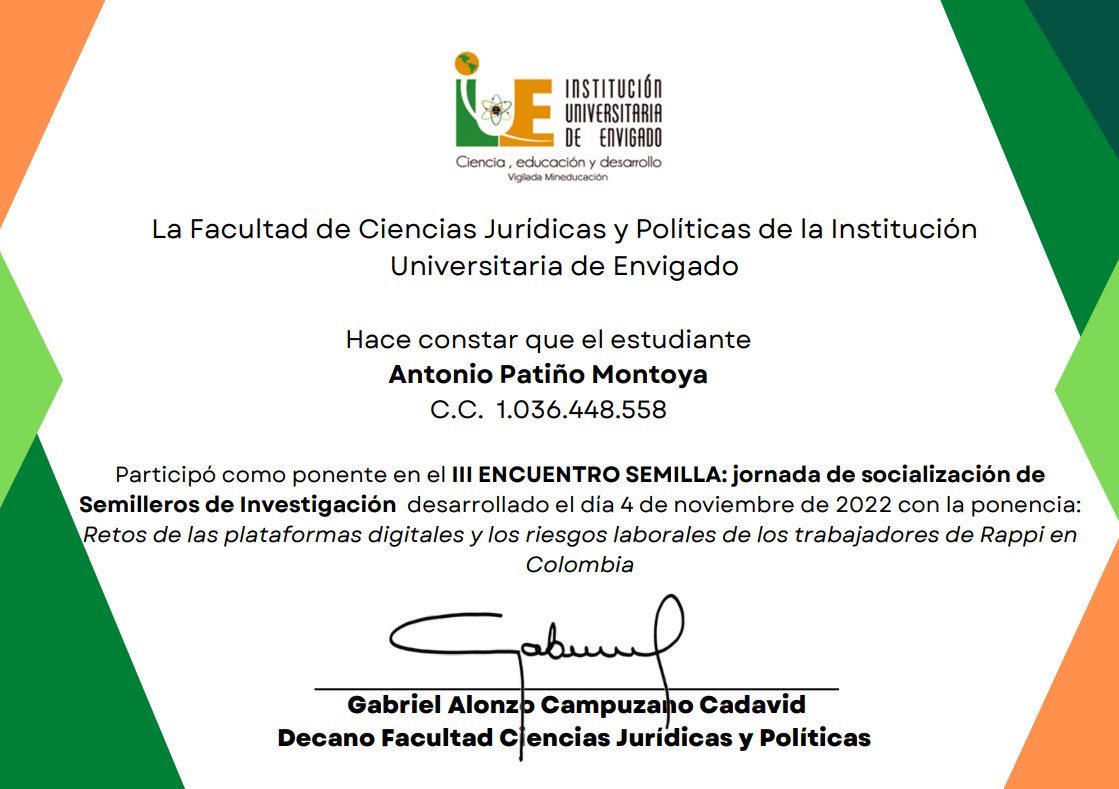 INSTITUCIÓN
UNIVERSITARIA
DE ENVIGADO
Ciencia , educación y desarrollo
Vigilada Mineducación
La Facultad de Ciencias Jurídicas y Políticas de la Institución
Universitaria de Envigado
Hace constar que el estudiante
Antonio Patiño Montoya
C.C. 1.036.448.558
Participó como ponente en el III ENCUENTRO SEMILLA: jornada de socialización de
Semilleros de Investigación desarrollado el día 4 de noviembre de 2022 con la ponencia:
Retos de las plataformas digitales y los riesgos laborales de los trabajadores de Rappi en
Colombia
Gabriel
Gabriel Alonzo Campuzano Cadavid
Decano Facultad Ciencias Jurídicas y Políticas